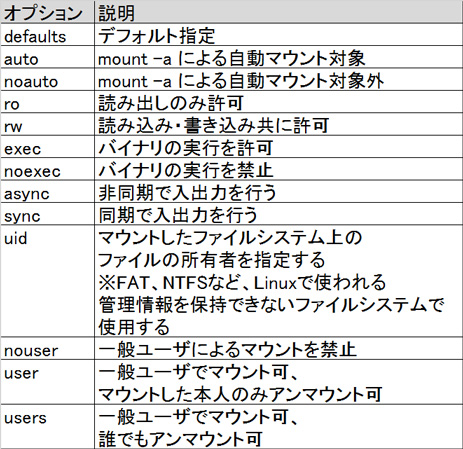 オプション 説明
defaults デフォルト指定
auto mount -a による自動マウント対象
noauto mount -a による自動マウント対象外
ro 読み出しのみ許可
rw 読み込み・書き込み共に許可
exec バイナリの実行を許可
noexec バイナリの実行を禁止
async 非同期で入出力を行う
sync 同期で入出力を行う
uid マウントしたファイルシステム上の
ファイルの所有者を指定する
※FAT、NTFSなど、Linuxで使われる
管理情報を保持できないファイルシステムで
使用する
nouser 一般ユーザによるマウントを禁止
user 一般ユーザでマウント可、
マウントした本人のみアンマウント可
users 一般ユーザでマウント可、
誰でもアンマウント可